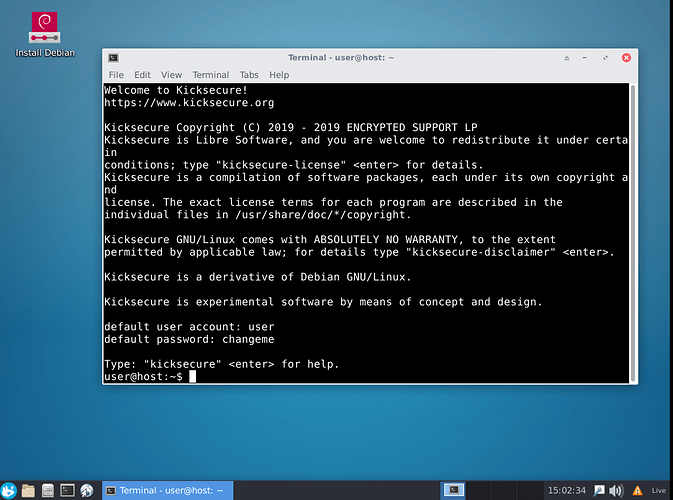 Install Debian
Terminal - user@host: ~
File Edit View Terminal Tabs Help
Welcome to Kicksecure!
https://www.kicksecure.org
Kicksecure Copyright (C) 2019 - 2019 ENCRYPTED SUPPORT LP
Kicksecure is Libre Software, and you are welcome to redistribute it under certa
in
conditions; type "kicksecure-license" <enter> for details.
Kicksecure is a compilation of software packages, each under its own copyright a
nd
license. The exact license terms for each program are described in the
individual files in /usr/share/doc/*/copyright.
Kicksecure GNU/Linux comes with ABSOLUTELY NO WARRANTY, to the extent
permitted by applicable law; for details type "kicksecure-disclaimer" <enter>.
Kicksecure is a derivative of Debian GNU/Linux.
Kicksecure is experimental software by means of concept and design.
default user account: user
default password: changeme
Type: "kicksecure" <enter> for help.
user@host:~$
Terminal - user@host: ~
15:02:34
Live